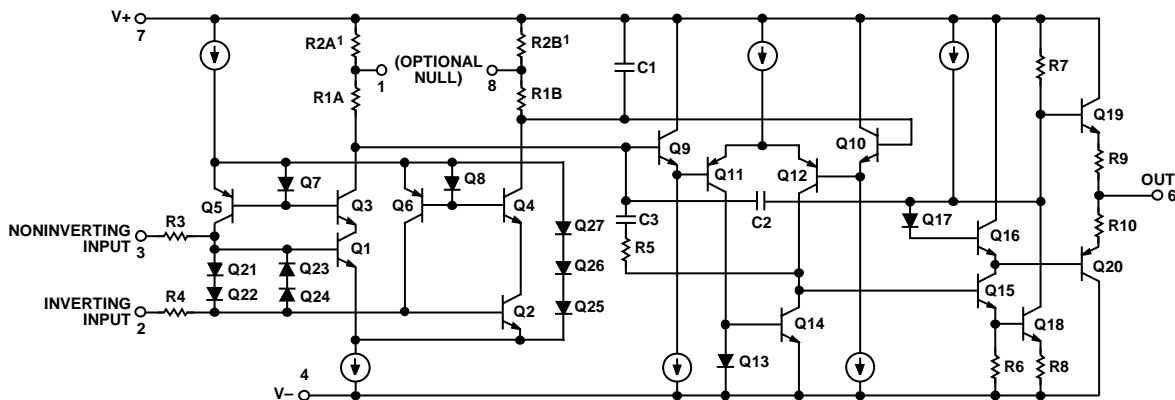 V+
7
R2A1
R2B1
(OPTIONAL
NULL)
1
8
R1A
R1B
C1
R7
Q19
Q9
Q10
Q11
Q12
Q7
Q8
Q5
Q3
Q6
Q4
R9
OUT
6
R3
NONINVERTING
INPUT
3
Q27
C3
C2
Q17
Q16
R10
Q1
R5
Q21
Q23
Q26
Q20
Q22
Q24
Q15
INVERTING
INPUT
2
R4
Q25
Q2
Q14
Q18
Q13
R6
R8
4
V–